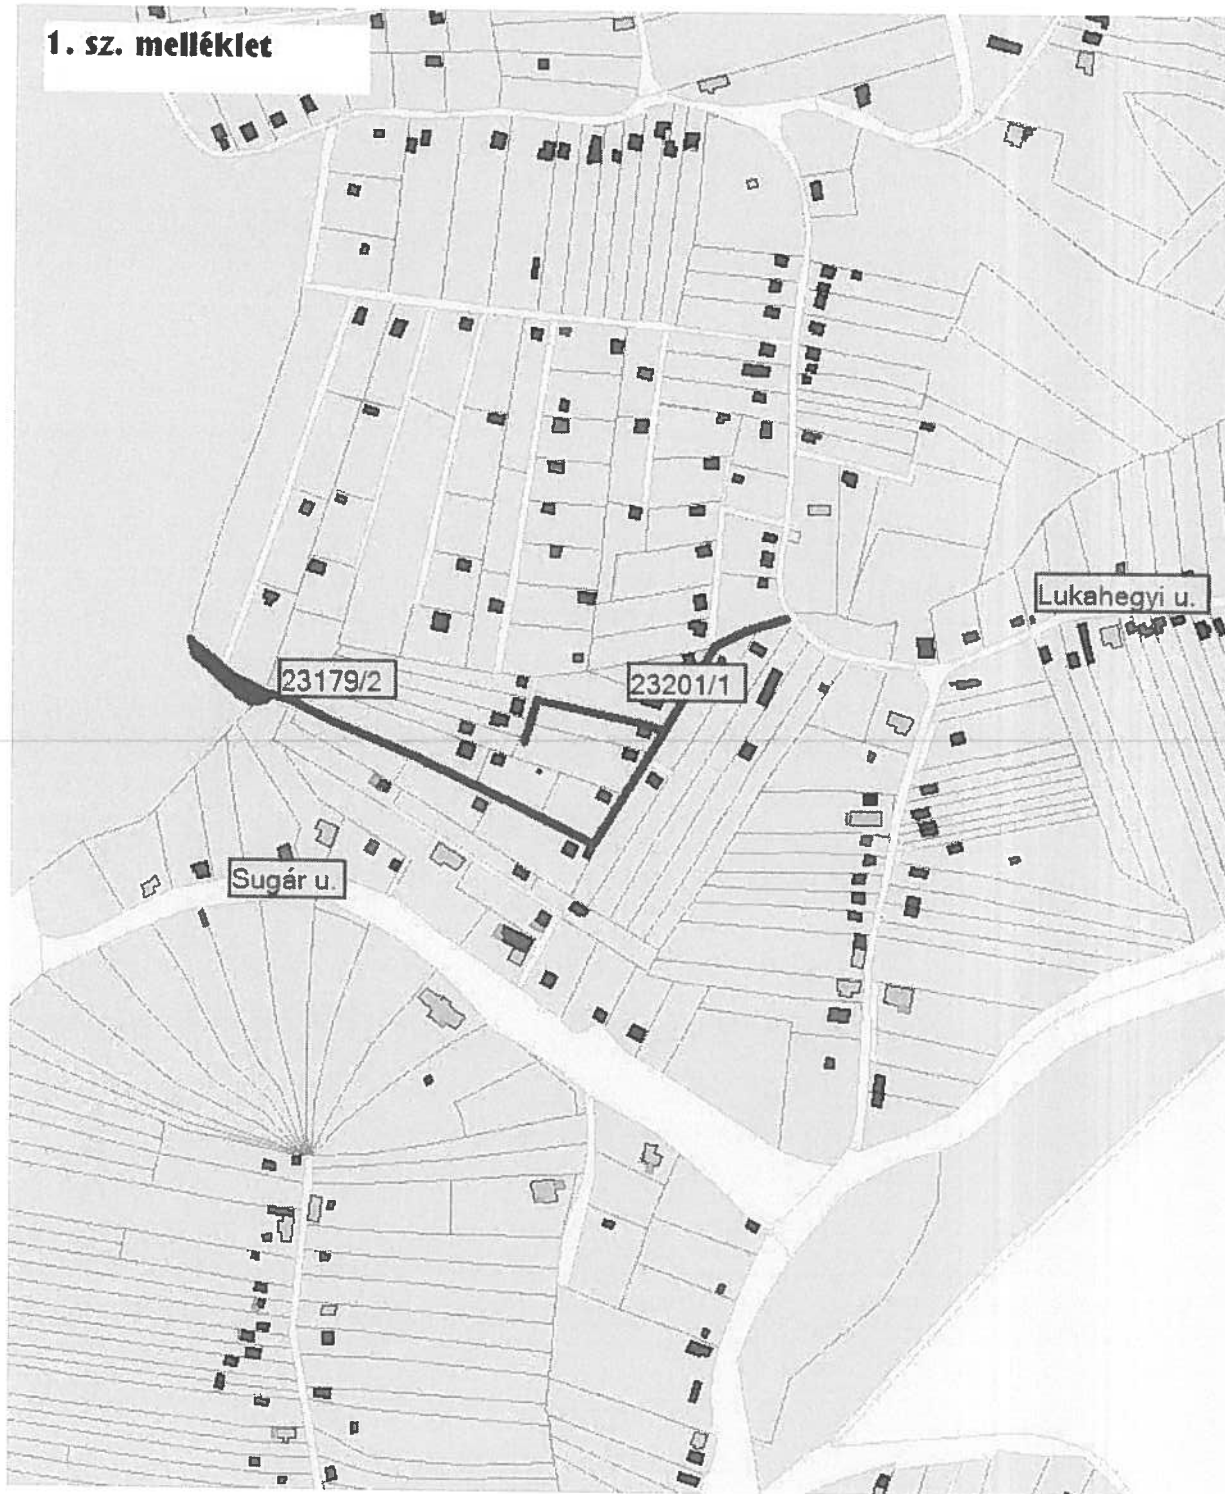 1. sz. melléklet
Lukahegyi u.
23179/2
23201/1
Sugár u.